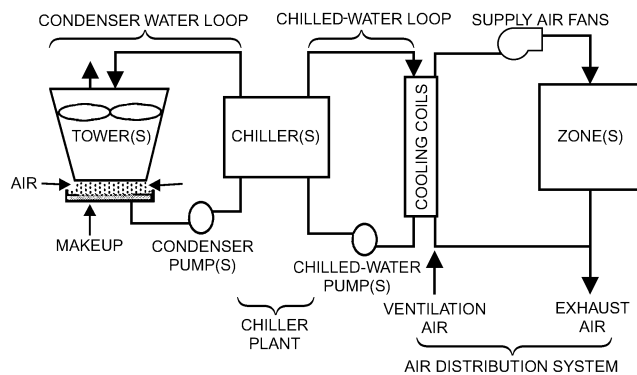 CONDENSER WATER LOOP
CHILLED-WATER LOOP
SUPPLY AIR FANS
TOWER(S)
CHILLER(S)
COOLING COILS
ZONE(S)
AIR
MAKEUP
CONDENSER
PUMP(S)
CHILLED-WATER
PUMP(S)
CHILLER
PLANT
VENTILATION
AIR
EXHAUST
AIR
AIR DISTRIBUTION SYSTEM